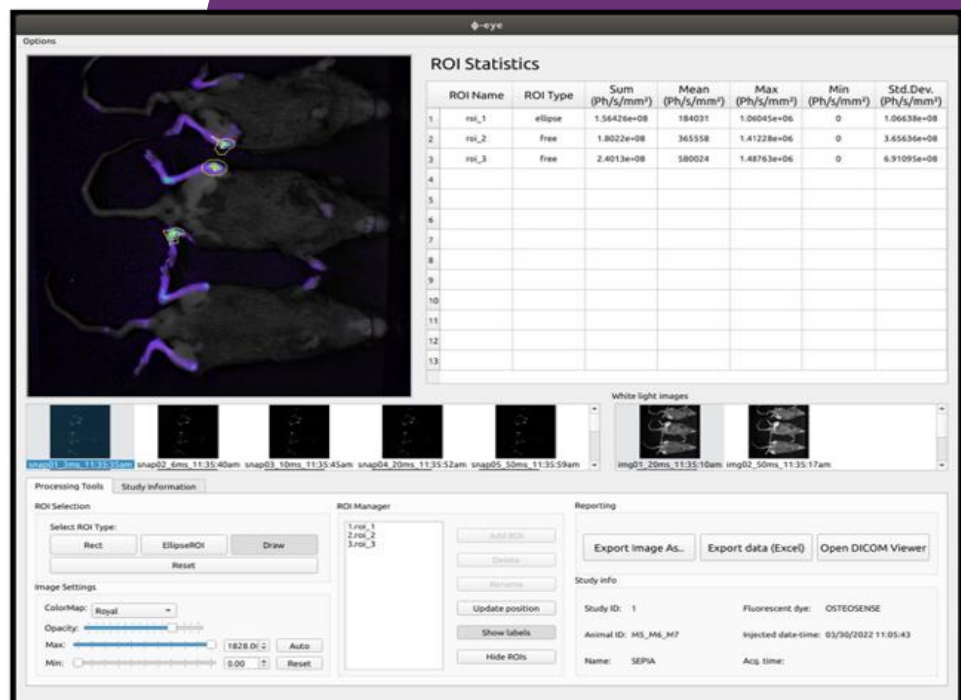 ϕ-eye
Options
ROI Statistics
ROI Name ROI Type Sum (Ph/s/mm²) Mean (Ph/s/mm²) Max (Ph/s/mm²) Min (Ph/s/mm²) Std.Dev. (Ph/s/mm²)
1 roi_1 ellipse 1.56426e+08 184031 1.06045e+06 0 1.06638e+08
2 roi_2 free 1.8022e+08 365558 1.41228e+06 0 3.65636e+08
3 roi_3 free 2.4013e+08 580024 1.48763e+06 0 6.91095e+08
4
5
6
7
8
9
10
11
12
13
White light images
snap01_3ms_11:35:35am snap02_6ms_11:35:40am snap03_10ms_11:35:45am snap04_20ms_11:35:52am snap05_50ms_11:35:59am img01_20ms_11:35:10am img02_50ms_11:35:17am
Processing Tools Study information
ROI Selection
Select ROI Type:
Rect EllipseROI Draw
Reset
Image Settings
ColorMap: Royal
Opacity:
Max: 1828.0 Auto
Min: 0.00 Reset
ROI Manager
1.roi_1
2.roi_2
3.roi_3
Add ROI
Delete
Rename
Update position
Show labels
Hide ROIs
Reporting
Export Image As.. Export data (Excel) Open DICOM Viewer
Study info
Study ID: 1 Fluorescent dye: OSTEOSENSE
Animal ID: M5_M6_M7 Injected date-time: 03/30/2022 11:05:43
Name: SEPIA Acq. time: